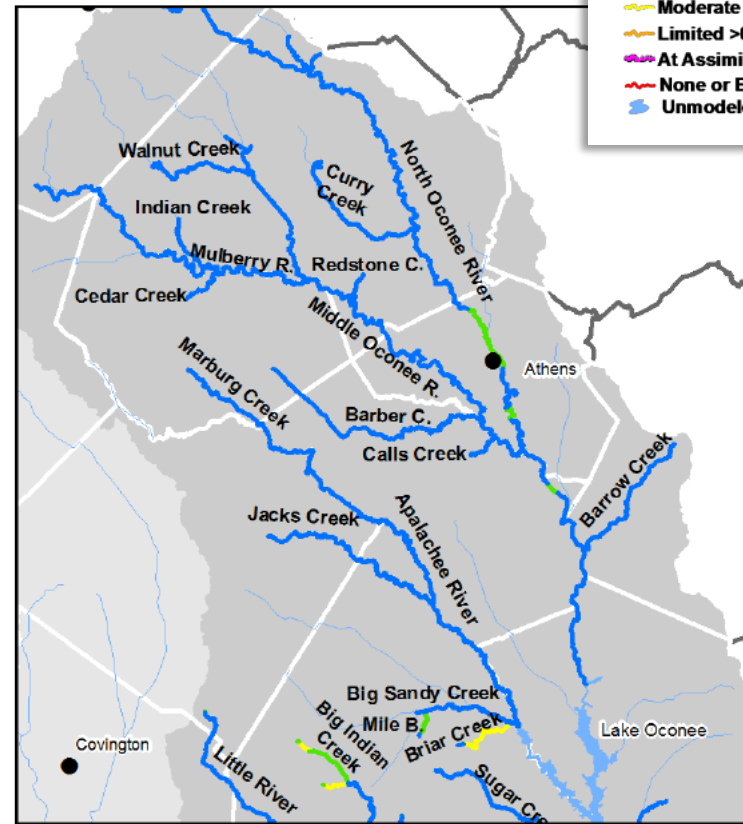 Moderate
Limited >
At Assimi
None or E
Unmodel
Walnut Creek
Curry
Creek
North Oconee River
Indian Creek
Mulberry R.
Redstone C.
Cedar Creek
Middle Oconee R.
Marburg Creek
Athens
Barber C.
Calls Creek
Barrow Creek
Jacks Creek
Apalachee River
Big Sandy Creek
Big Indian
Creek
Mile B.
Briar Creek
Lake Oconee
Covington
Little River
Sugar Cre